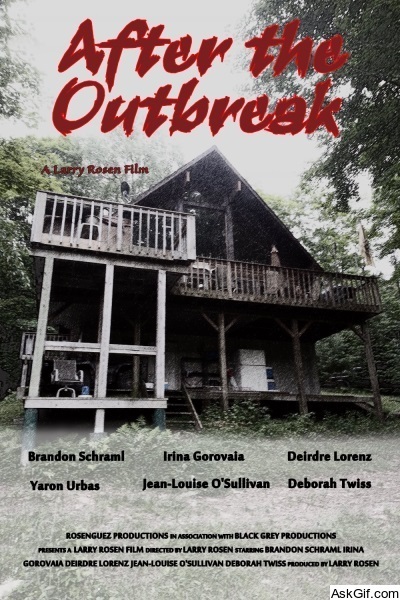 After the
Outbreak
A Larry Rosen Film
Brandon Schraml Irina Gorovaia Deirdre Lorenz
Yaron Urbas Jean-Louise O'Sullivan Deborah Twiss
ROSENGUEZ PRODUCTIONS IN ASSOCIATION WITH BLACK GREY PRODUCTIONS
PRESENTS A LARRY ROSEN FILM DIRECTED BY LARRY ROSEN STARRING BRANDON SCHRAML IRINA
GOROVAIA DEIRDRE LORENZ JEAN-LOUISE O'SULLIVAN DEBORAH TWISS PRODUCED BY LARRY ROSEN
AskGif.com